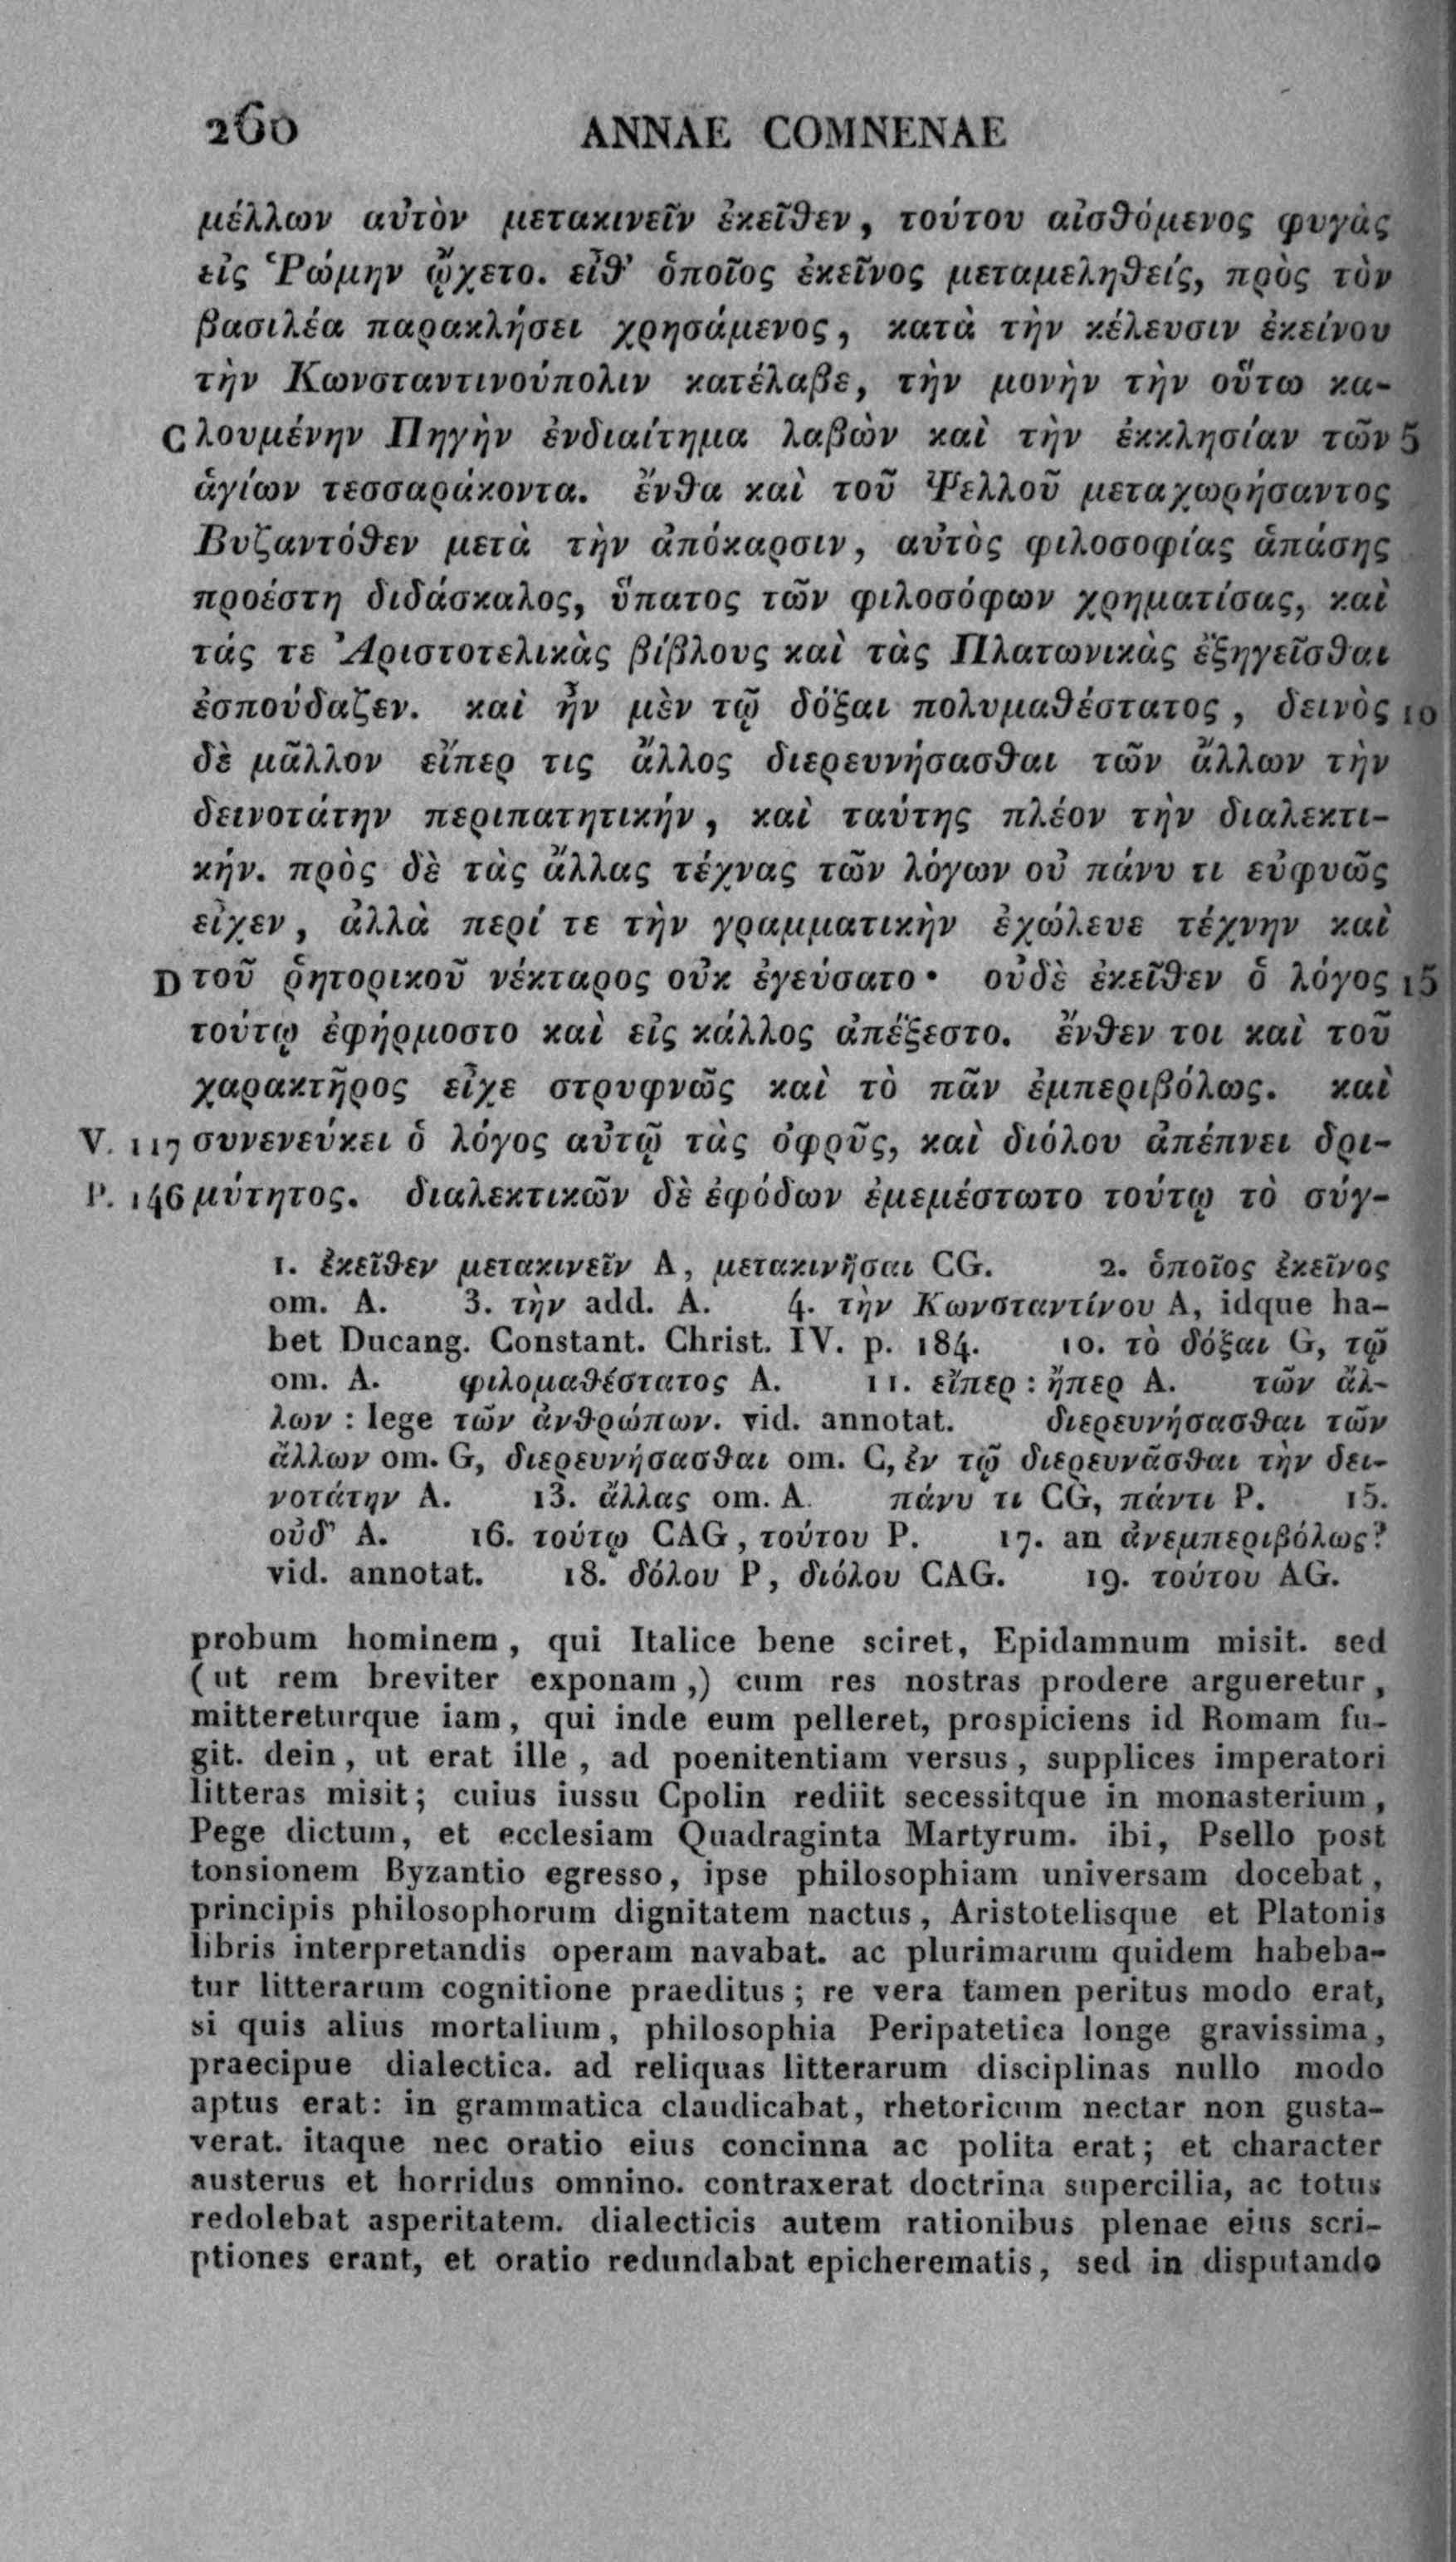 260 ANNAE COMNENAE
μέλλων αὐτὸν μετακινεῖν ἐκεῖθεν, τούτου αἰσθόμενος φυγὰς
εἰς Ῥώμην ᾤχετο. εἶθ' ὁποῖος ἐκεῖνος μεταμεληθείς, πρὸς τὸν
βασιλέα παρακλήσει χρησάμενος, κατὰ τὴν κέλευσιν ἐκείνου
τὴν Κωνσταντινούπολιν κατέλαβε, τὴν μονὴν τὴν οὕτω κα-
C λουμένην Πηγὴν ἐνδιαίτημα λαβὼν καὶ τὴν ἐκκλησίαν τῶν 5
ἁγίων τεσσαράκοντα. ἔνθα καὶ τοῦ Ψελλοῦ μεταχωρήσαντος
Βυζαντόθεν μετὰ τὴν ἀπόκαρσιν, αὐτὸς φιλοσοφίας ἁπάσης
προέστη διδάσκαλος, ὕπατος τῶν φιλοσόφων χρηματίσας, καὶ
τάς τε Ἀριστοτελικὰς βίβλους καὶ τὰς Πλατωνικὰς ἐξηγεῖσθαι
ἐσπούδαζεν. καὶ ἦν μὲν τῷ δόξαι πολυμαθέστατος, δεινὸς 10
δὲ μᾶλλον εἴπερ τις ἄλλος διερευνήσασθαι τῶν ἄλλων τὴν
δεινοτάτην περιπατητικήν, καὶ ταύτης πλέον τὴν διαλεκτι-
κήν. πρὸς δὲ τὰς ἄλλας τέχνας τῶν λόγων οὐ πάνυ τι εὐφυῶς
εἶχεν, ἀλλὰ περί τε τὴν γραμματικὴν ἐχώλευε τέχνην καὶ
D τοῦ ῥητορικοῦ νέκταρος οὐκ ἐγεύσατο· οὐδὲ ἐκεῖθεν ὁ λόγος 15
τούτῳ ἐφήρμοστο καὶ εἰς κάλλος ἀπέξεστο. ἔνθεν τοι καὶ τοῦ
χαρακτῆρος εἶχε στρυφνῶς καὶ τὸ πᾶν ἐμπεριβόλως. καὶ
V. 117 συνενεύκει ὁ λόγος αὐτῷ τὰς ὀφρῦς, καὶ διόλου ἀπέπνει δρι-
P. 146 μύτητος. διαλεκτικῶν δὲ ἐφόδων ἐμεμέστωτο τούτῳ τὸ σύγ-
1. ἐκεῖθεν μετακινεῖν A, μετακινῆσαι CG. 2. ὁποῖος ἐκεῖνος
om. A. 3. τὴν add. A. 4. τὴν Κωνσταντίνου A, idque ha-
bet Ducang. Constant. Christ. IV. p. 184. 10. τὸ δόξαι G, τῷ
om. A. φιλομαθέστατος A. 11. εἴπερ : ἤπερ A. τῶν ἄλ-
λων : lege τῶν ἀνθρώπων. vid. annotat. διερευνήσασθαι τῶν
ἄλλων om. G, διερευνήσασθαι om. C, ἐν τῷ διερευνᾶσθαι τὴν δει-
νοτάτην A. 13. ἄλλας om. A. πάνυ τι CG, πάντι P. 15.
οὐδ' A. 16. τούτῳ CAG, τούτου P. 17. an ἀνεμπεριβόλως?
vid. annotat. 18. δόλου P, διόλου CAG. 19. τούτου AG.
probum hominem, qui Italice bene sciret, Epidamnum misit. sed
(ut rem breviter exponam,) cum res nostras prodere argueretur,
mittereturque iam, qui inde eum pelleret, prospiciens id Romam fu-
git. dein, ut erat ille, ad poenitentiam versus, supplices imperatori
litteras misit; cuius iussu Cpolin rediit secessitque in monasterium,
Pege dictum, et ecclesiam Quadraginta Martyrum. ibi, Psello post
tonsionem Byzantio egresso, ipse philosophiam universam docebat,
principis philosophorum dignitatem nactus, Aristotelisque et Platonis
libris interpretandis operam navabat. ac plurimarum quidem habeba-
tur litterarum cognitione praeditus; re vera tamen peritus modo erat,
si quis alius mortalium, philosophia Peripatetica longe gravissima,
praecipue dialectica. ad reliquas litterarum disciplinas nullo modo
aptus erat: in grammatica claudicabat, rhetoricum nectar non gusta-
verat. itaque nec oratio eius concinna ac polita erat; et character
austerus et horridus omnino. contraxerat doctrina supercilia, ac totus
redolebat asperitatem. dialecticis autem rationibus plenae eius scri-
ptiones erant, et oratio redundabat epicherematis, sed in disputando